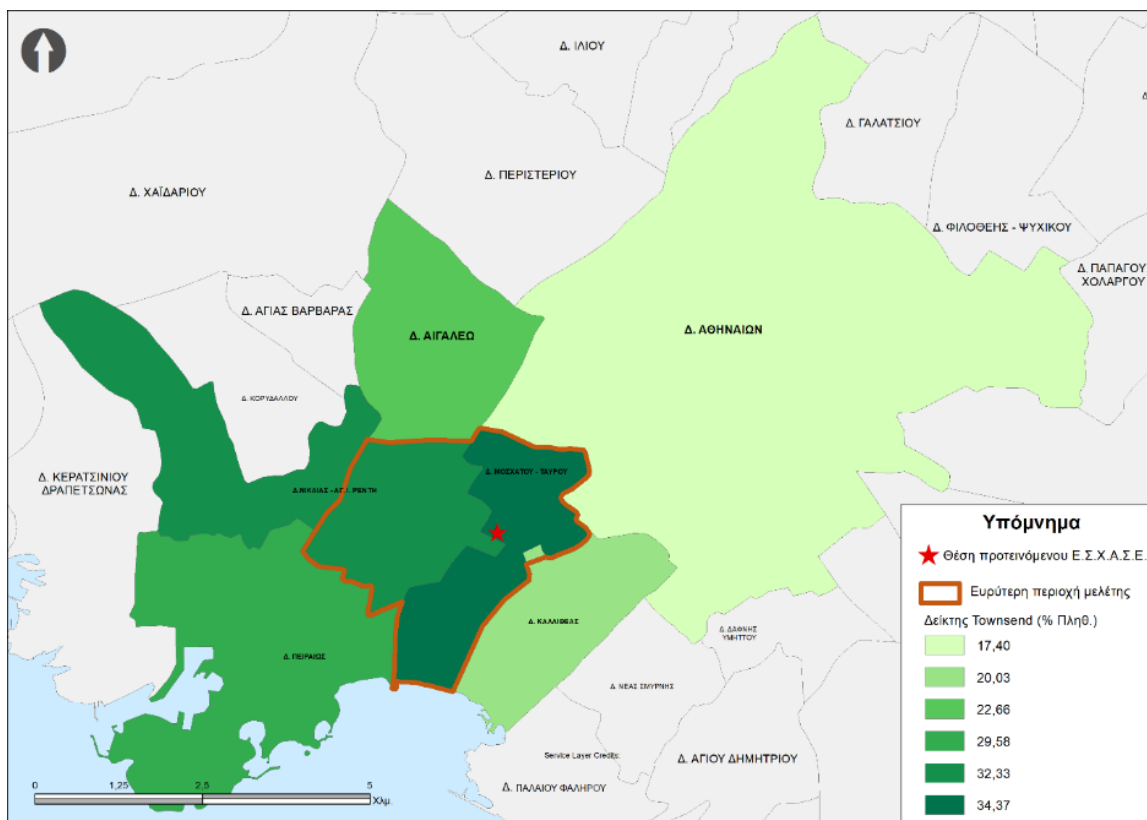 Δ. ΙΛΙΟΥ
Δ. ΓΑΛΑΤΣΙΟΥ
Δ. ΠΕΡΙΣΤΕΡΙΟΥ
Δ. ΧΑΪΔΑΡΙΟΥ
Δ. ΦΙΛΟΘΕΗΣ - ΨΥΧΙΚΟΥ
Δ. ΠΑΠΑΓΟΥ
ΧΟΛΑΡΓΟΥ
Δ. ΑΓΙΑΣ ΒΑΡΒΑΡΑΣ
Δ. ΑΙΓΑΛΕΩ
Δ. ΑΘΗΝΑΙΩΝ
Δ. ΚΟΡΥΔΑΛΛΟΥ
Δ. ΚΕΡΑΤΣΙΝΙΟΥ
ΔΡΑΠΕΤΣΩΝΑΣ
Δ. ΜΟΣΧΑΤΟΥ - ΤΑΥΡΟΥ
Δ.ΝΙΚΑΙΑΣ - ΑΓ.Ι. ΡΕΝΤΗ
Δ. ΚΑΛΛΙΘΕΑΣ
Δ. ΔΑΦΝΗΣ
ΥΜΗΤΤΟΥ
Δ. ΠΕΙΡΑΙΩΣ
Δ. ΝΕΑΣ ΣΜΥΡΝΗΣ
Service Layer Credits:
Δ. ΑΓΙΟΥ ΔΗΜΗΤΡΙΟΥ
Δ. ΠΑΛΑΙΟΥ ΦΑΛΗΡΟΥ
0 1,25 2,5 5
Χλμ.
Υπόμνημα
Θέση προτεινόμενου Ε.Σ.Χ.Α.Σ.Ε.
Ευρύτερη περιοχή μελέτης
Δείκτης Townsend (% Πληθ.)
17,40
20,03
22,66
29,58
32,33
34,37